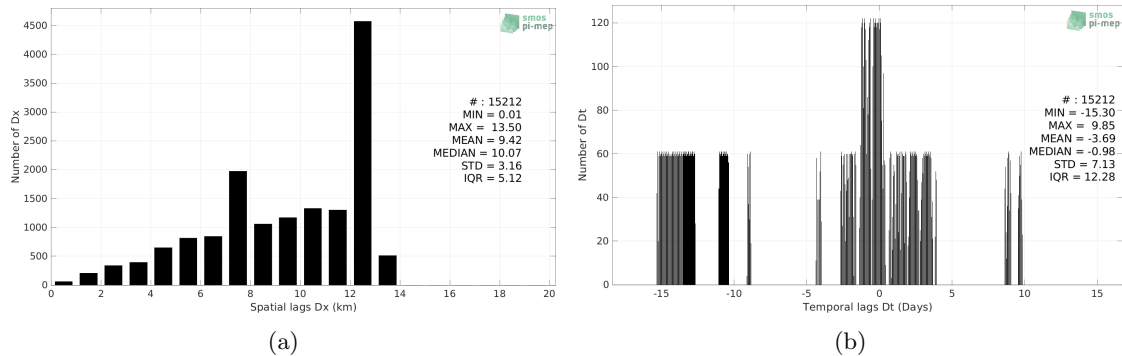 4500
4000
3500
3000
2500
2000
1500
1000
500
0
Number of Dx
smos
pi-mep
# : 15212
MIN = 0.01
MAX = 13.50
MEAN = 9.42
MEDIAN = 10.07
STD = 3.16
IQR = 5.12
0 2 4 6 8 10 12 14 16 18 20
Spatial lags Dx (km)
(a)
120
100
80
60
40
20
0
Number of Dt
smos
pi-mep
# : 15212
MIN = -15.30
MAX = 9.85
MEAN = -3.69
MEDIAN = -0.98
STD = 7.13
IQR = 12.28
-15 -10 -5 0 5 10 15
Temporal lags Dt (Days)
(b)